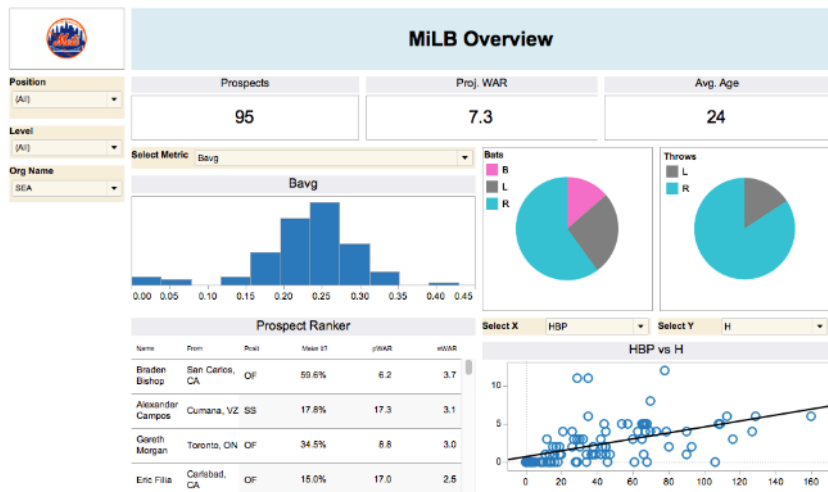 Mets
MiLB Overview
Position
(All)
Level
(All)
Org Name
SEA
Prospects
95
Proj. WAR
7.3
Avg. Age
24
Select Metric Bavg
Bavg
0.00 0.05 0.10 0.15 0.20 0.25 0.30 0.35 0.40 0.45
Bats
B
L
R
Throws
L
R
Prospect Ranker
Name From Posit Make It? pWAR xWAR
Braden Bishop San Carlos, CA OF 59.6% 6.2 3.7
Alexander Campos Cumana, VZ SS 17.8% 17.3 3.1
Gareth Morgan Toronto, ON OF 34.5% 8.8 3.0
Eric Filia Carlsbad, CA OF 15.0% 17.0 2.5
Select X HBP
Select Y H
HBP vs H
10
5
0
0 20 40 60 80 100 120 140 160